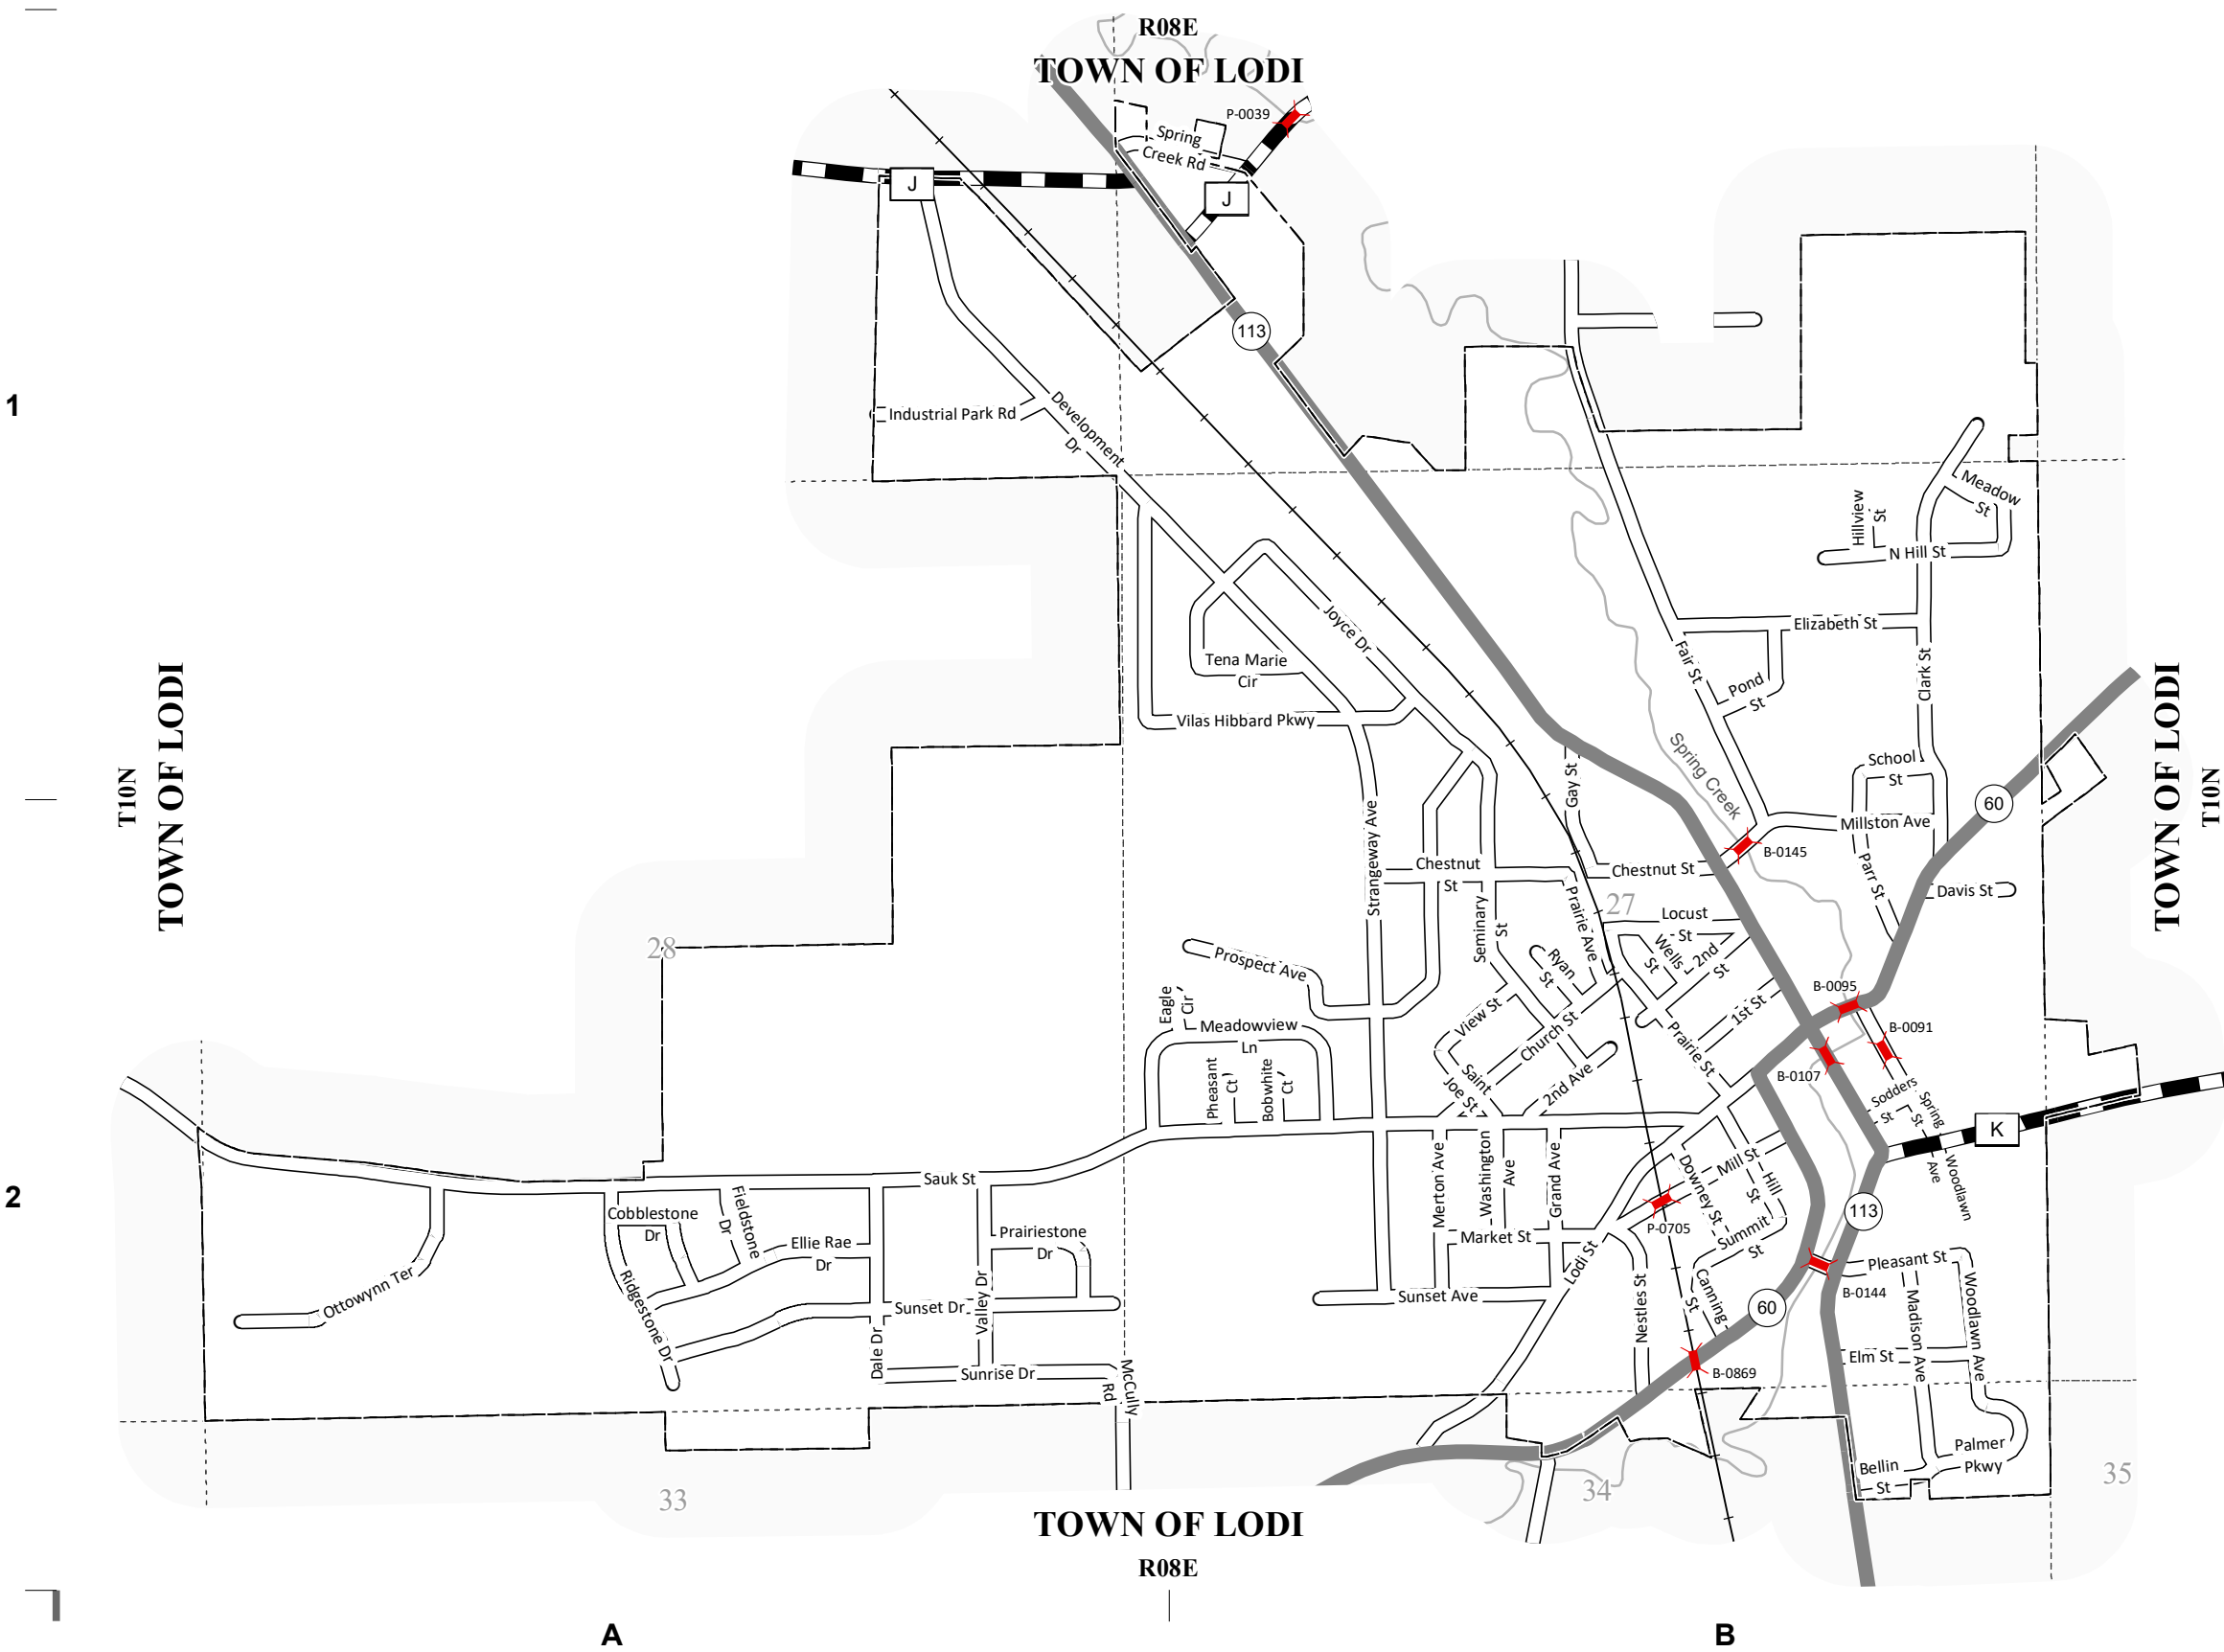 R08E
TOWN OF LODI
P-0039
Spring
Creek Rd
J
J
113
1
Industrial Park Rd
Development
Dr
Meadow
St
Hillview
St
N Hill St
Joyce Dr
Elizabeth St
Fair St
Clark St
Tena Marie
Cir
Pond
St
Vilas Hibbard Pkwy
TOWN OF LODI
T10N
TOWN OF LODI
T10N
Spring Creek
School
St
Gay St
60
Strangeway Ave
Millston Ave
B-0145
Chestnut
St
Chestnut St
Parr St
Davis St
Seminary
St
Prairie Ave
27
Locust
St
28
Prospect Ave
Ryan
St
Wells
St
2nd
St
Eagle
Cir
View St
B-0095
1st St
Meadowview
Ln
Church St
Prairie St
B-0091
Pheasant
Ct
Bobwhite
Ct
Saint
Joe St
2nd Ave
B-0107
Sodders
St
Spring
St
K
Merton Ave
Washington
Ave
Grand Ave
Downey St
Mill St
Hill
St
Woodlawn
Ave
2
Sauk St
Cobblestone
Dr
Fieldstone
Dr
Ellie Rae
Dr
Prairiestone
Dr
Market St
P-0705
Summit
St
113
Lodi St
Pleasant St
Ottowynn Ter
Ridgestone Dr
Sunset Dr
Valley Dr
Sunset Ave
Nestles St
Canning
St
60
B-0144
Madison Ave
Woodlawn Ave
Dale Dr
Sunrise Dr
McCully
Rd
Elm St
B-0869
Palmer
Pkwy
Bellin
St
33
34
35
TOWN OF LODI
R08E
A
B